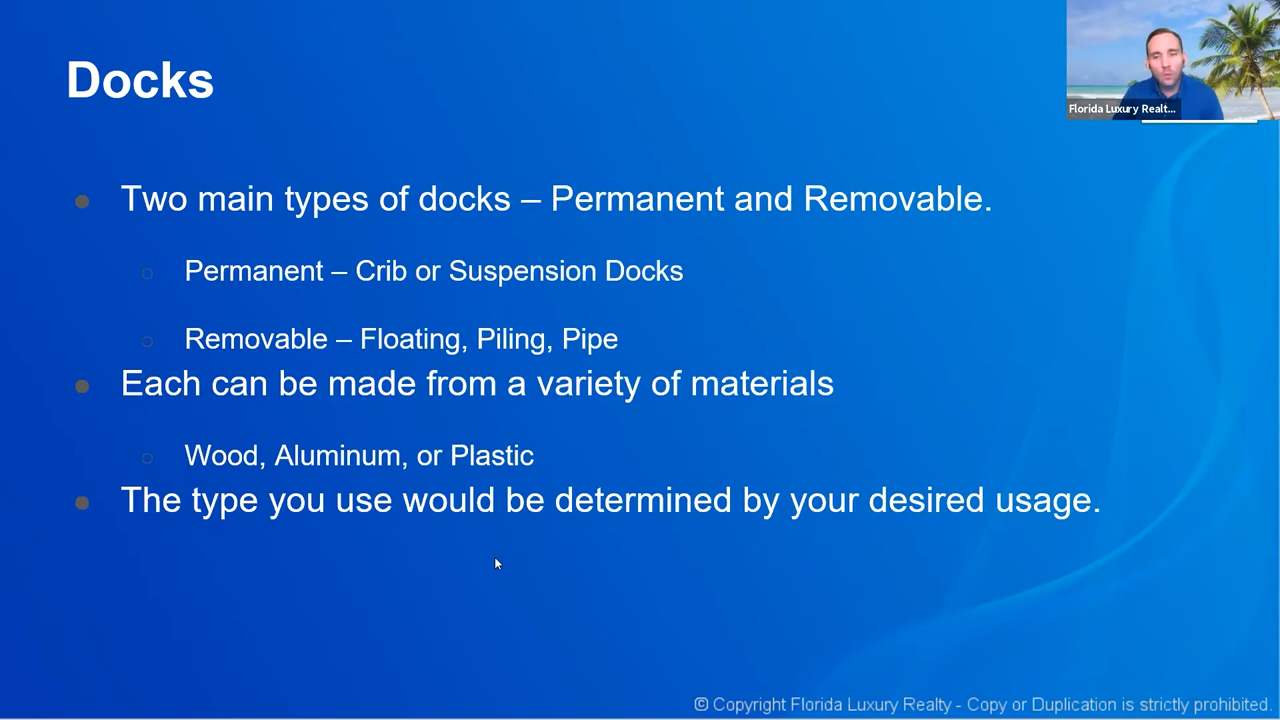 Docks
Florida Luxury Realt...
Two main types of docks – Permanent and Removable.
Permanent – Crib or Suspension Docks
Removable – Floating, Piling, Pipe
Each can be made from a variety of materials
Wood, Aluminum, or Plastic
The type you use would be determined by your desired usage.
© Copyright Florida Luxury Realty - Copy or Duplication is strictly prohibited.